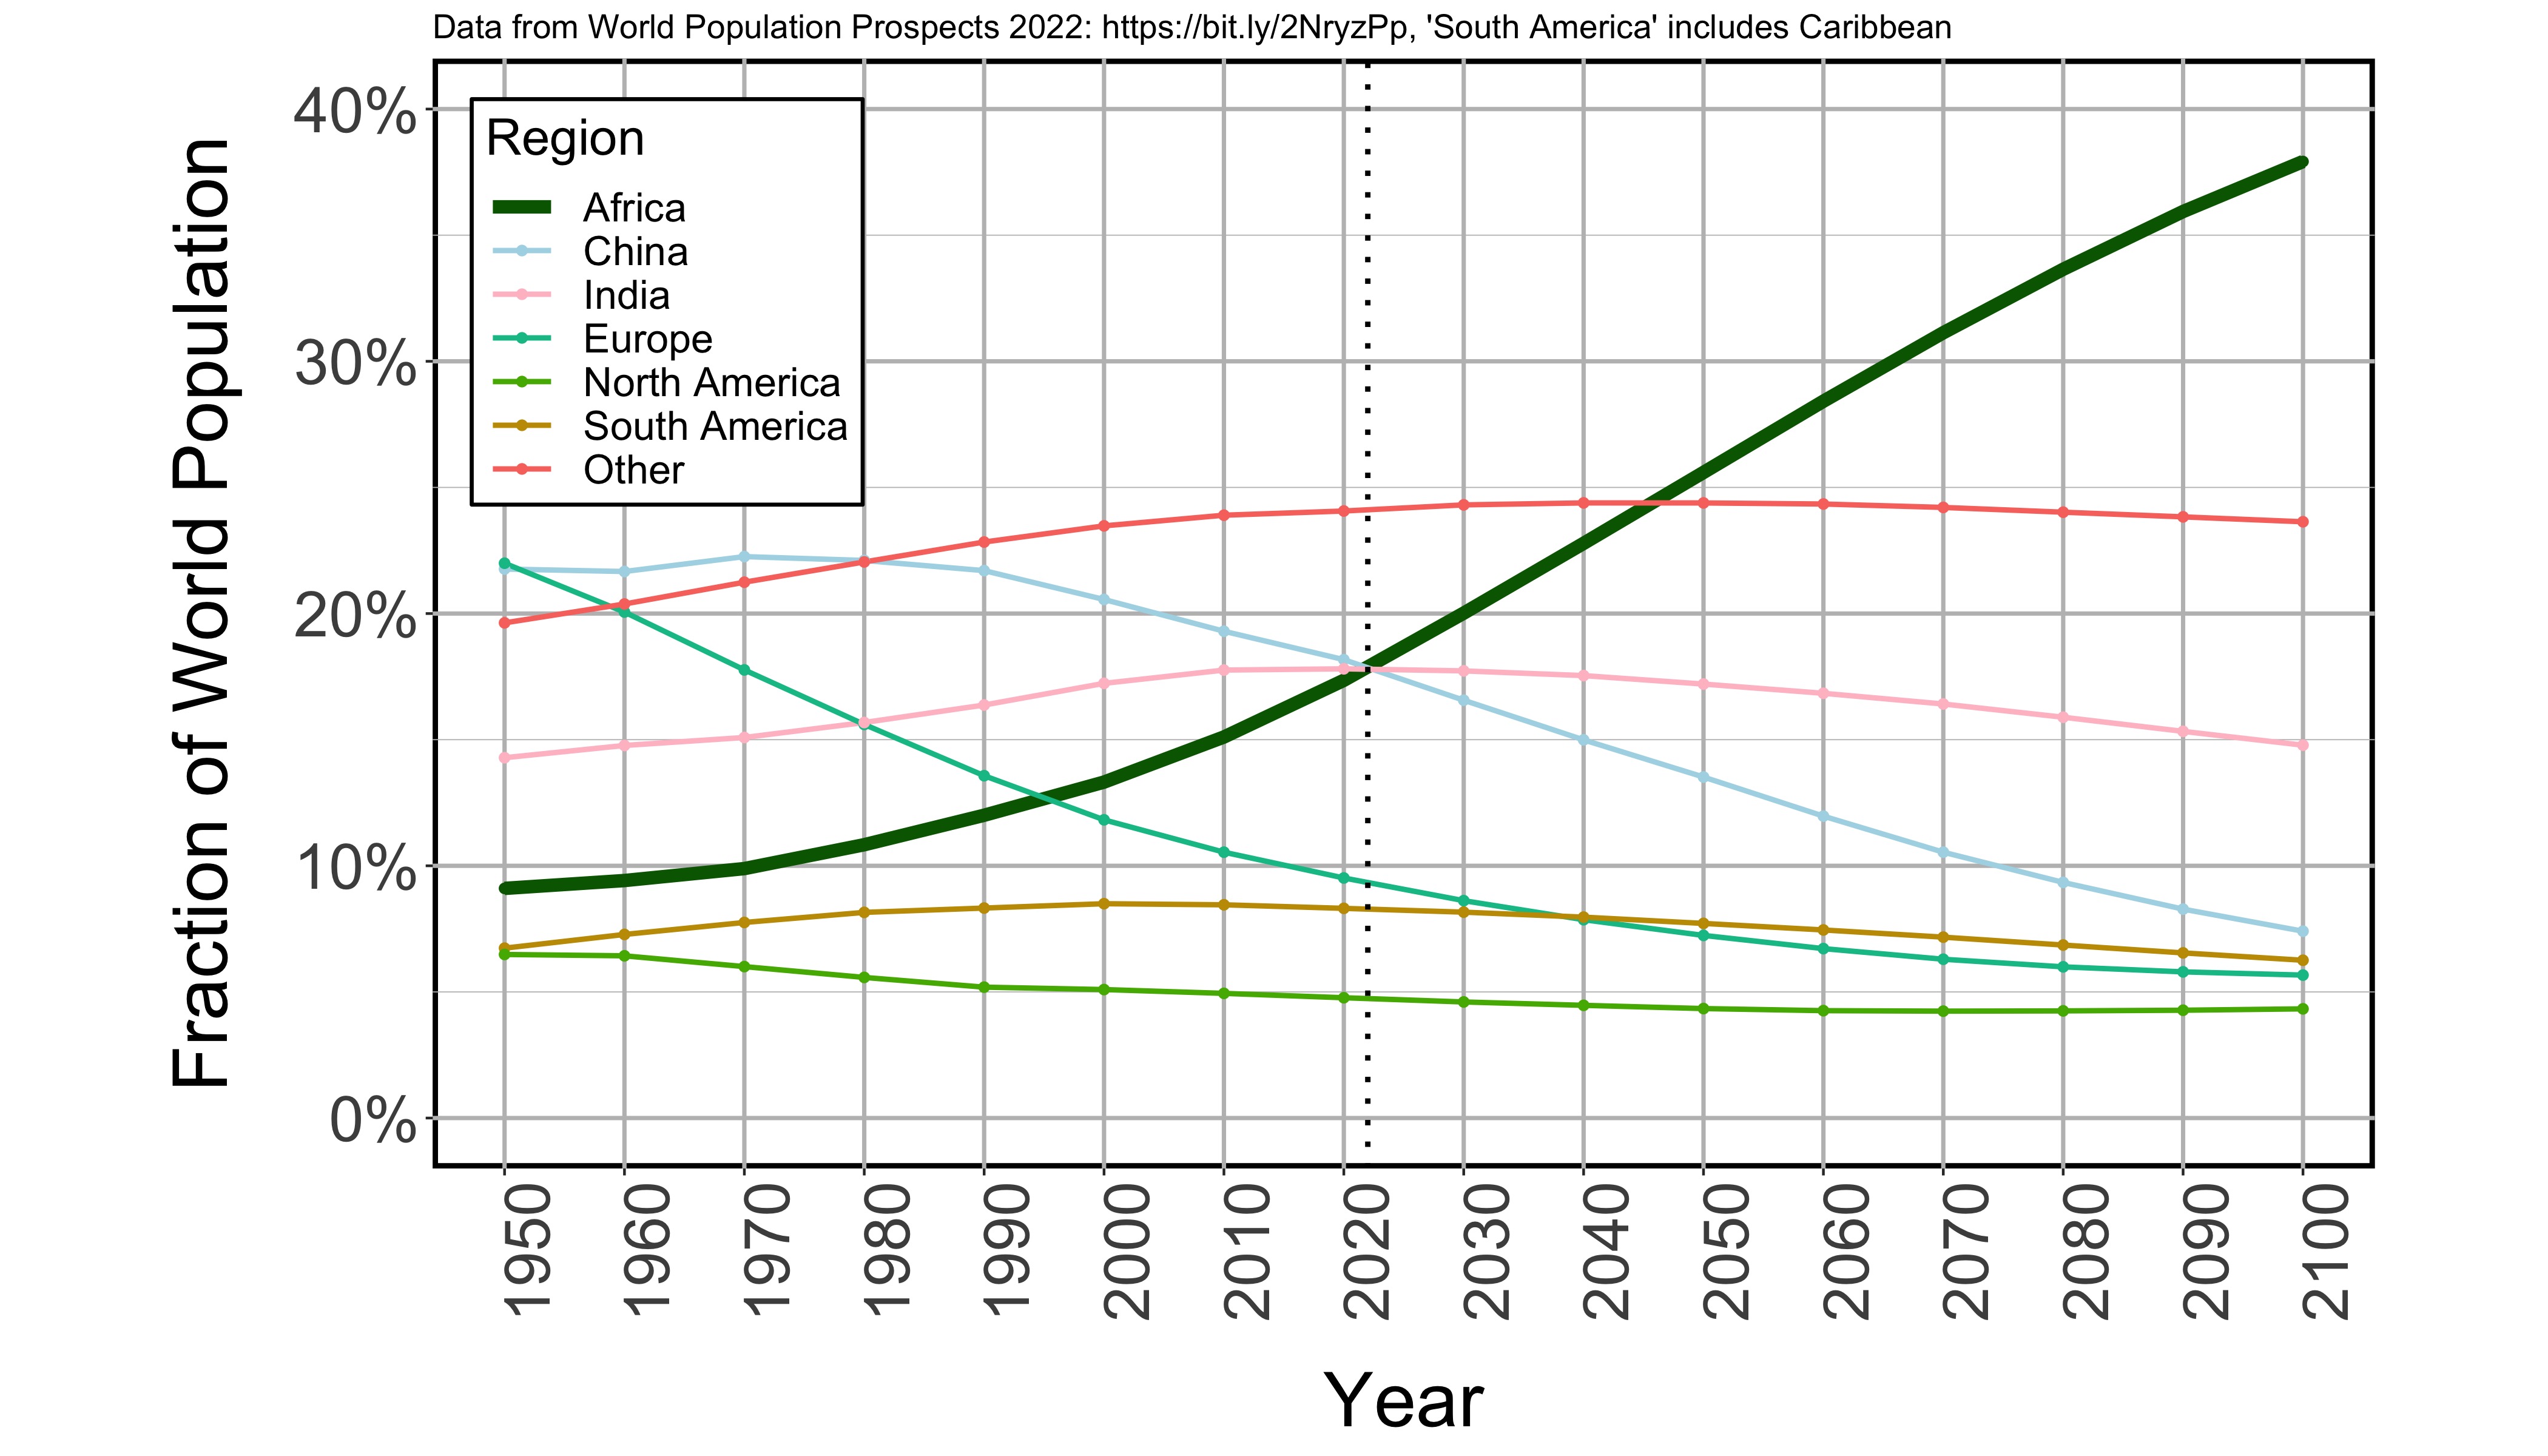 Data from World Population Prospects 2022: https://bit.ly/2NryzPp, 'South America' includes Caribbean
Fraction of World Population
40%
30%
20%
10%
0%
Region
Africa
China
India
Europe
North America
South America
Other
1950
1960
1970
1980
1990
2000
2010
2020
2030
2040
2050
2060
2070
2080
2090
2100
Year